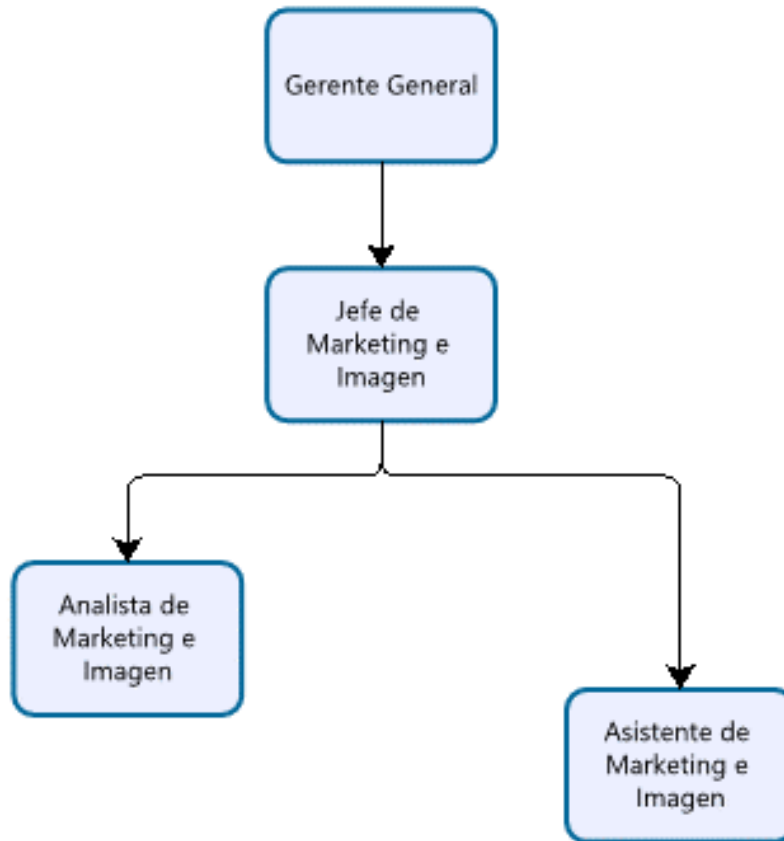 Gerente General
Jefe de
Marketing e
Imagen
Analista de
Marketing e
Imagen
Asistente de
Marketing e
Imagen